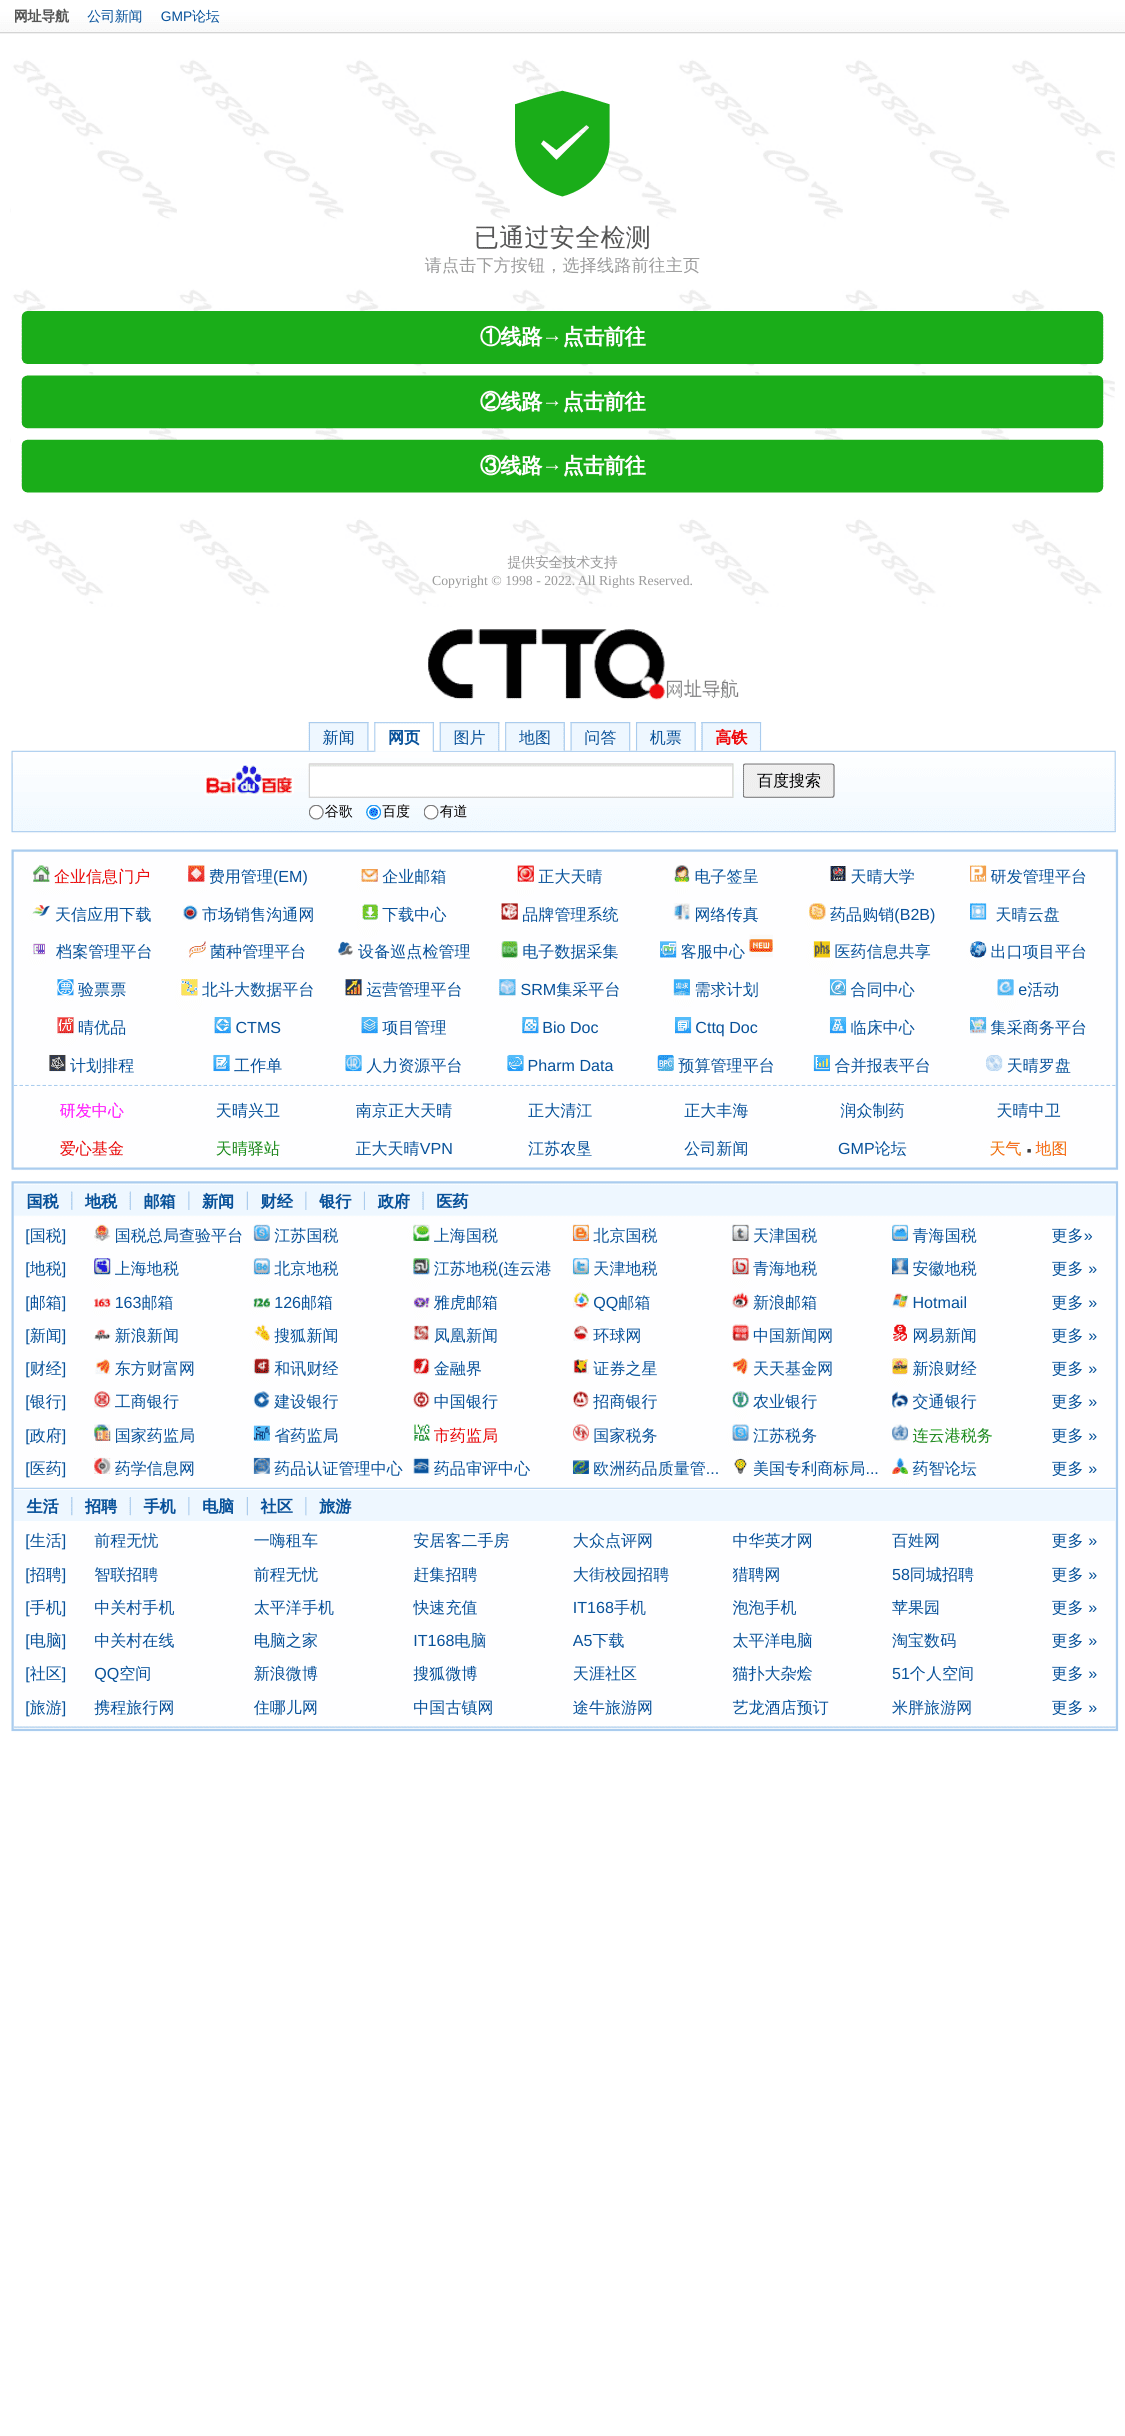 网址导航 公司新闻 GMP论坛
818828.com 818828.com 818828.com 818828.com 818828.com 818828.com 818828.com
已通过安全检测
请点击下方按钮，选择线路前往主页
①线路→点击前往
②线路→点击前往
③线路→点击前往
818828. 818828. 818828. 818828. 818828. 818828. 818828.
提供安全技术支持
Copyright © 1998 - 2022. All Rights Reserved.
CTTQ网址导航
新闻 网页 图片 地图 问答 机票 高铁
Bai du 百度 百度搜索
谷歌 百度 有道
企业信息门户 费用管理(EM) 企业邮箱 正大天晴 电子签呈 天晴大学 研发管理平台
天信应用下载 市场销售沟通网 下载中心 品牌管理系统 网络传真 药品购销(B2B) 天晴云盘
档案管理平台 菌种管理平台 设备巡点检管理 EDC 电子数据采集 客服中心 NEW phs 医药信息共享 出口项目平台
验票票 北斗大数据平台 运营管理平台 SRM集采平台 需求计划 合同中心 e活动
晴优品 CTMS 项目管理 Bio Doc Cttq Doc 临床中心 集采商务平台
计划排程 工作单 人力资源平台 Pharm Data BPC 预算管理平台 合并报表平台 天晴罗盘
研发中心 天晴兴卫 南京正大天晴 正大清江 正大丰海 润众制药 天晴中卫
爱心基金 天晴驿站 正大天晴VPN 江苏农垦 公司新闻 GMP论坛 天气 ▪ 地图
国税 地税 邮箱 新闻 财经 银行 政府 医药
[国税] 国税总局查验平台 江苏国税 上海国税 北京国税 天津国税 青海国税 更多»
[地税] 上海地税 北京地税 江苏地税(连云港 天津地税 青海地税 安徽地税 更多 »
[邮箱] 163 163邮箱 126 126邮箱 雅虎邮箱 QQ邮箱 新浪邮箱 Hotmail 更多 »
[新闻] 新浪新闻 搜狐新闻 凤凰新闻 环球网 中国新闻网 网易新闻 更多 »
[财经] 东方财富网 和讯财经 金融界 证券之星 天天基金网 新浪财经 更多 »
[银行] 工商银行 建设银行 中国银行 招商银行 农业银行 交通银行 更多 »
[政府] 国家药监局 省药监局 市药监局 国家税务 江苏税务 连云港税务 更多 »
[医药] 药学信息网 药品认证管理中心 药品审评中心 欧洲药品质量管... 美国专利商标局... 药智论坛 更多 »
生活 招聘 手机 电脑 社区 旅游
[生活] 前程无忧 一嗨租车 安居客二手房 大众点评网 中华英才网 百姓网 更多 »
[招聘] 智联招聘 前程无忧 赶集招聘 大街校园招聘 猎聘网 58同城招聘 更多 »
[手机] 中关村手机 太平洋手机 快速充值 IT168手机 泡泡手机 苹果园 更多 »
[电脑] 中关村在线 电脑之家 IT168电脑 A5下载 太平洋电脑 淘宝数码 更多 »
[社区] QQ空间 新浪微博 搜狐微博 天涯社区 猫扑大杂烩 51个人空间 更多 »
[旅游] 携程旅行网 住哪儿网 中国古镇网 途牛旅游网 艺龙酒店预订 米胖旅游网 更多 »